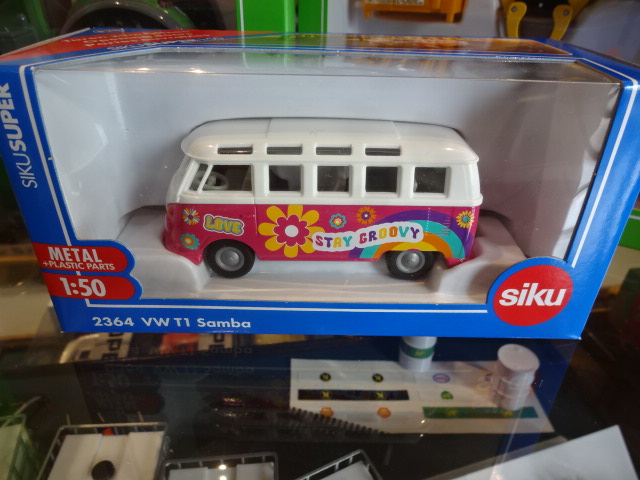 SIKUSUPER
LOVE
STAY GROOVY
METAL
+PLASTIC PARTS
1:50
siku
2364 VW T1 Samba